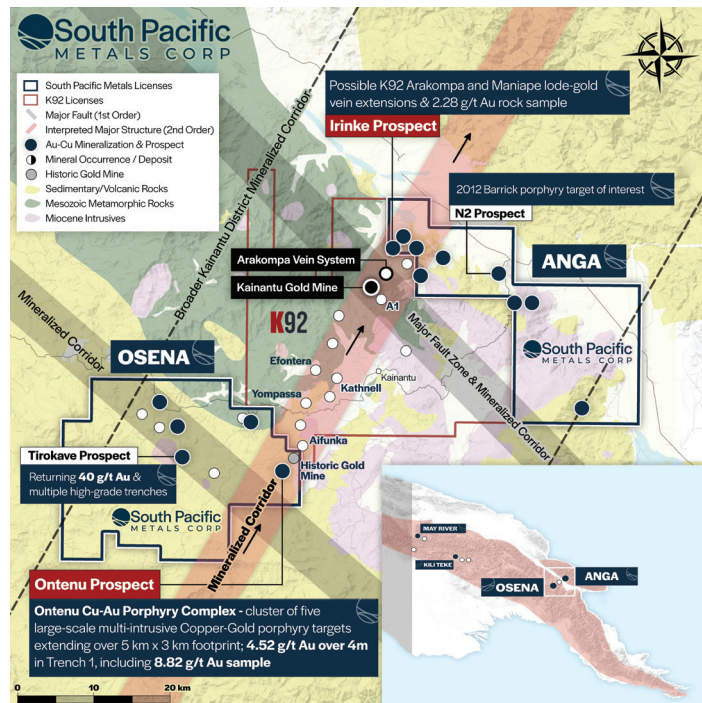 South Pacific
METALS CORP
South Pacific Metals Licenses
K92 Licenses
Major Fault (1st Order)
Interpreted Major Structure (2nd Order)
Au-Cu Mineralization & Prospect
Mineral Occurrence / Deposit
Historic Gold Mine
Sedimentary/Volcanic Rocks
Mesozoic Metamorphic Rocks
Miocene Intrusives
Broader Kainantu District Mineralized Corridor
Possible K92 Arakompa and Maniape lode-gold
vein extensions & 2.28 g/t Au rock sample
Irinke Prospect
2012 Barrick porphyry target of interest
N2 Prospect
ANGA
Arakompa Vein System
Kainantu Gold Mine
A1
K92
Major Fault Zone & Mineralized Corridor
South Pacific
METALS CORP
Mineralized Corridor
OSENA
Efontera
Kainantu
Kathnell
Yompassa
Aifunka
Historic Gold
Mine
Tirokave Prospect
Returning 40 g/t Au &
multiple high-grade trenches
South Pacific
METALS CORP
Mineralized Corridor
Ontenu Prospect
Ontenu Cu-Au Porphyry Complex - cluster of five
large-scale multi-intrusive Copper-Gold porphyry targets
extending over 5 km x 3 km footprint; 4.52 g/t Au over 4m
in Trench 1, including 8.82 g/t Au sample
0 10 20 km
MAY RIVER
KILI TEKE
OSENA
ANGA